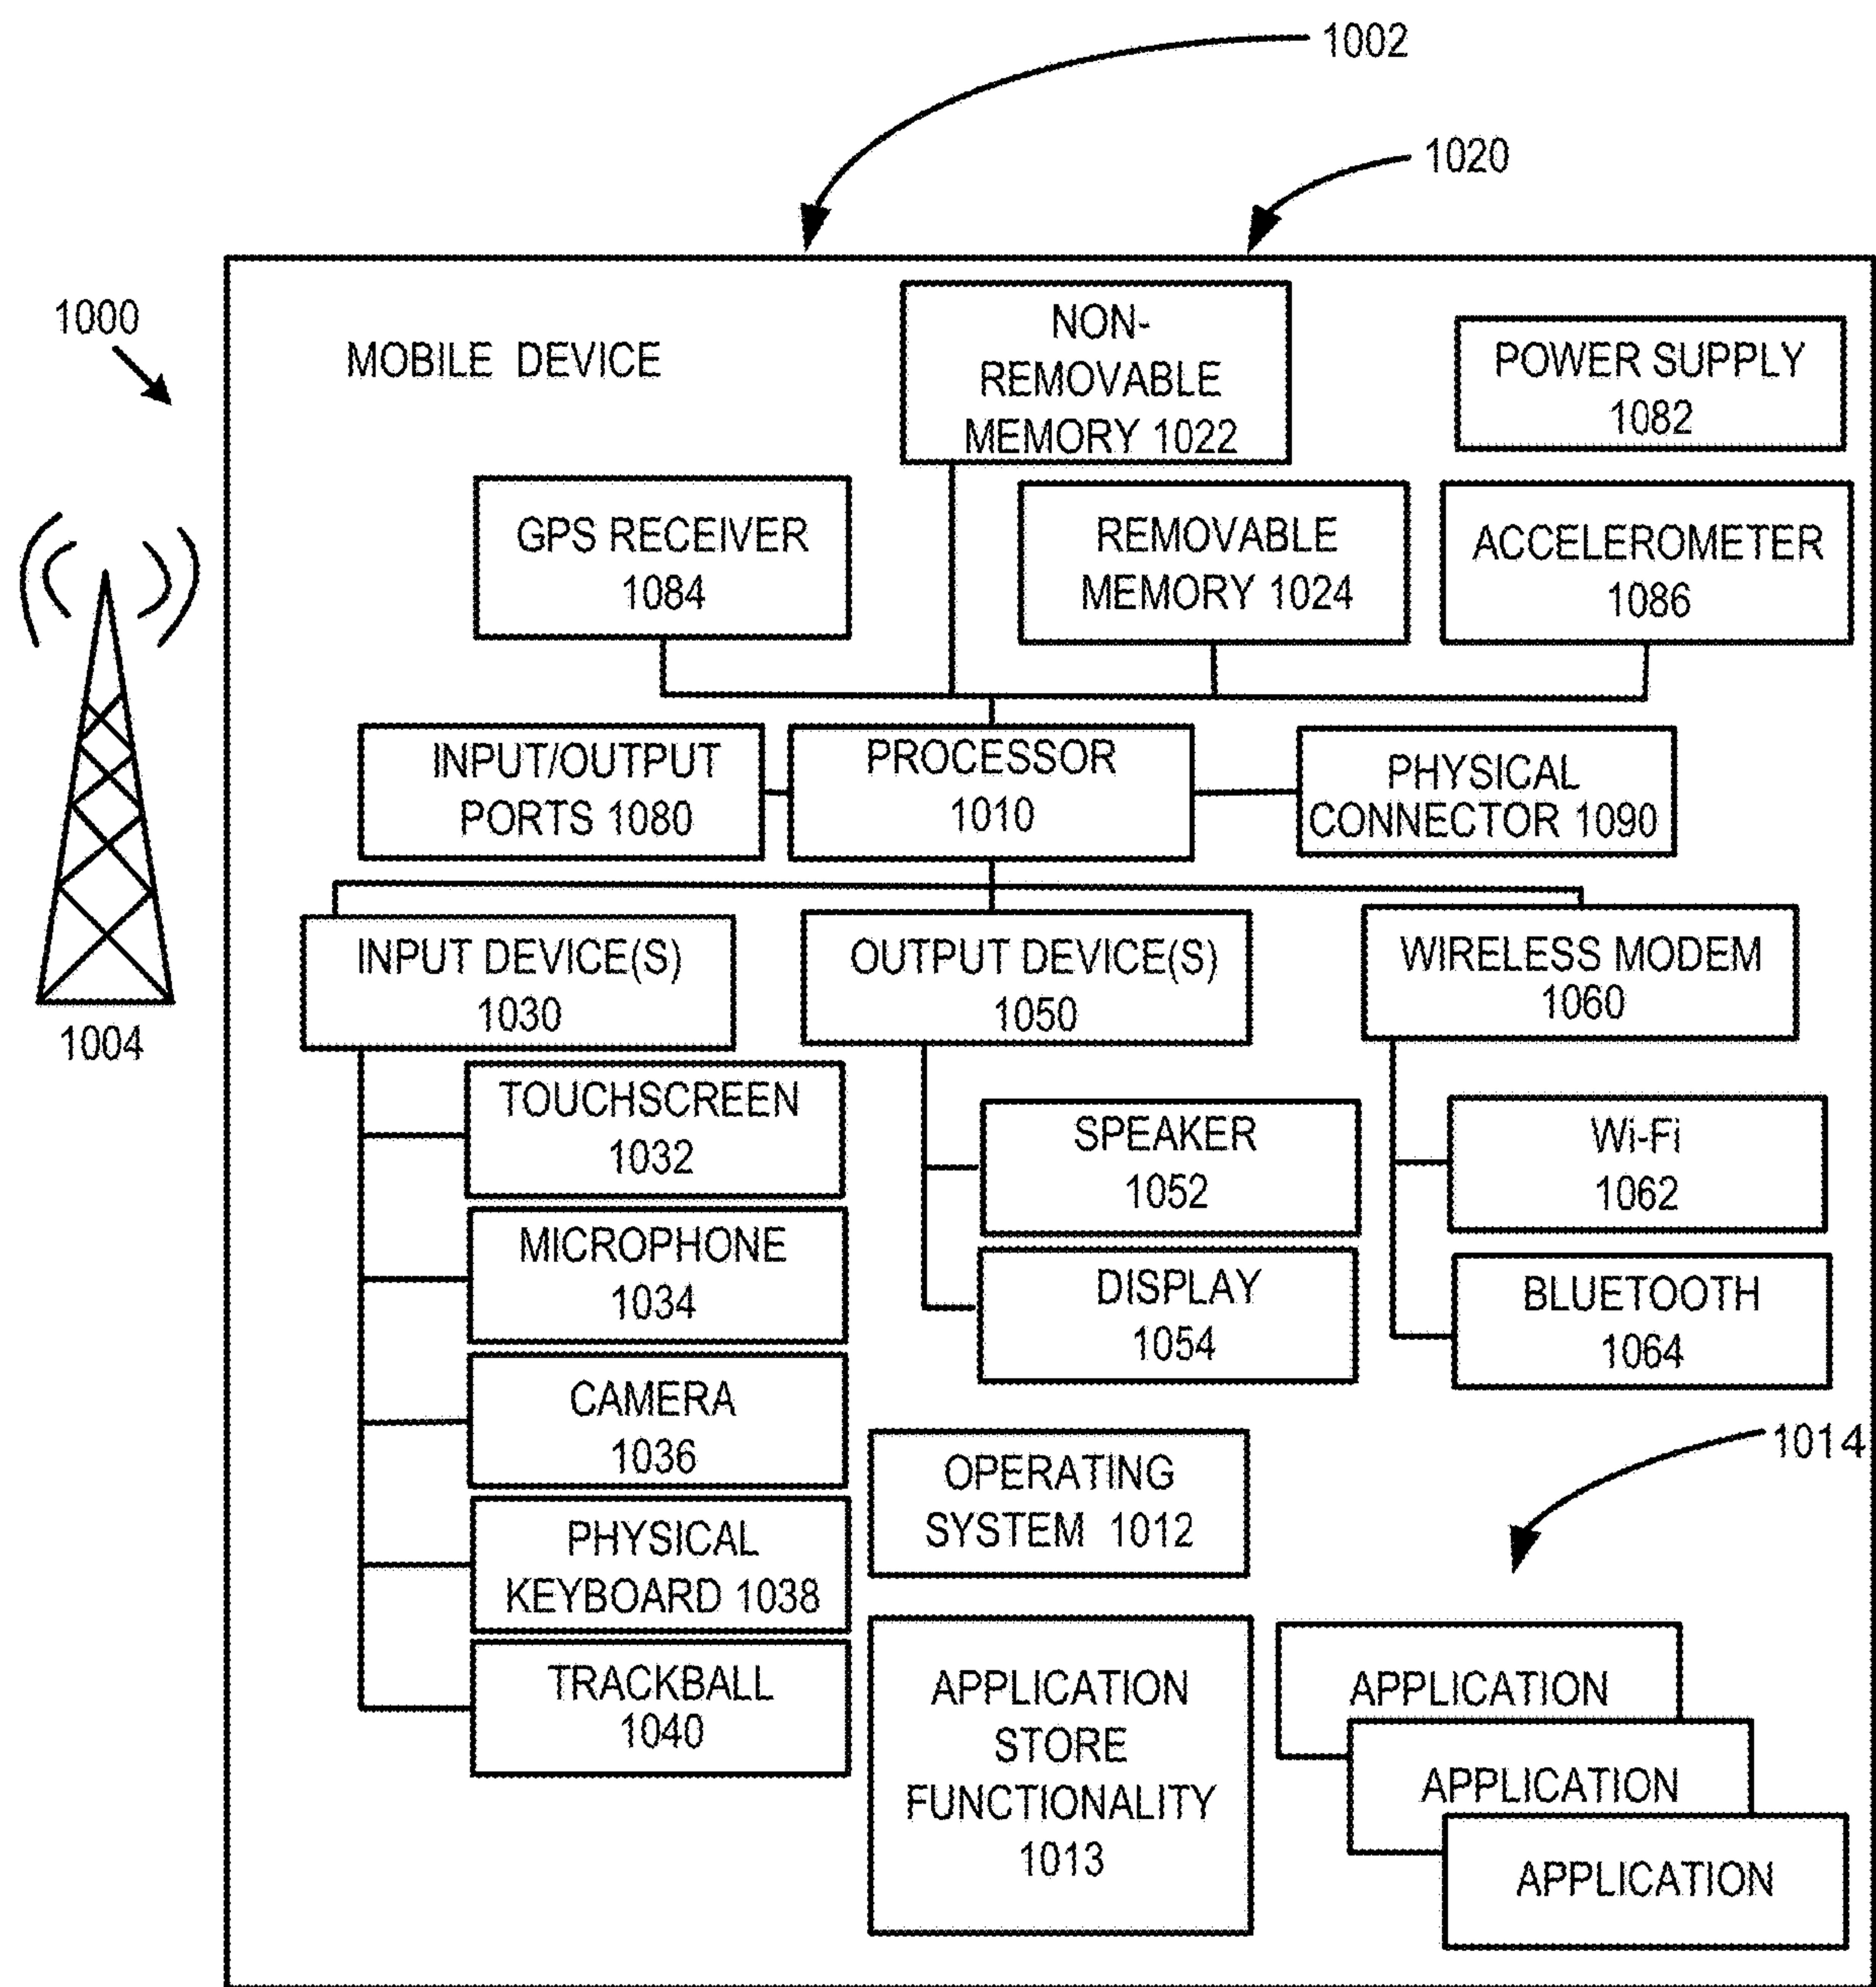 1002
1020
1000
MOBILE DEVICE
NON-
REMOVABLE
MEMORY 1022
POWER SUPPLY
1082
GPS RECEIVER
1084
REMOVABLE
MEMORY 1024
ACCELEROMETER
1086
INPUT/OUTPUT
PORTS 1080
PROCESSOR
1010
PHYSICAL
CONNECTOR 1090
INPUT DEVICE(S)
1030
OUTPUT DEVICE(S)
1050
WIRELESS MODEM
1060
1004
TOUCHSCREEN
1032
MICROPHONE
1034
CAMERA
1036
PHYSICAL
KEYBOARD 1038
TRACKBALL
1040
SPEAKER
1052
DISPLAY
1054
Wi-Fi
1062
BLUETOOTH
1064
OPERATING
SYSTEM 1012
APPLICATION
STORE
FUNCTIONALITY
1013
1014
APPLICATION
APPLICATION
APPLICATION